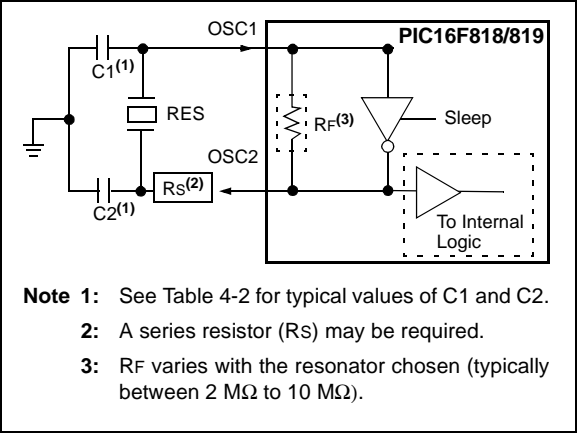 OSC1
PIC16F818/819
C1(1)
RES
RF(3)
Sleep
OSC2
RS(2)
C2(1)
To Internal
Logic
Note 1: See Table 4-2 for typical values of C1 and C2.
2: A series resistor (RS) may be required.
3: RF varies with the resonator chosen (typically
between 2 MΩ to 10 MΩ).